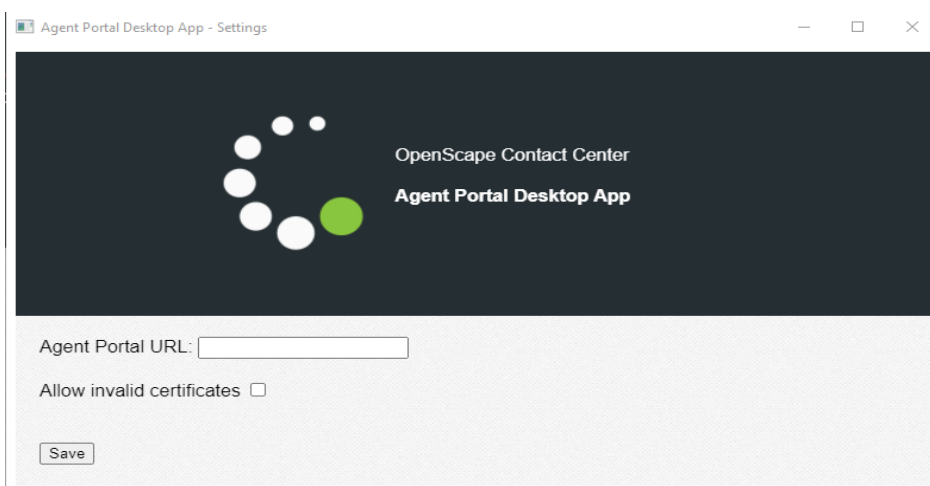 Agent Portal Desktop App - Settings
OpenScape Contact Center
Agent Portal Desktop App
Agent Portal URL:
Allow invalid certificates
Save